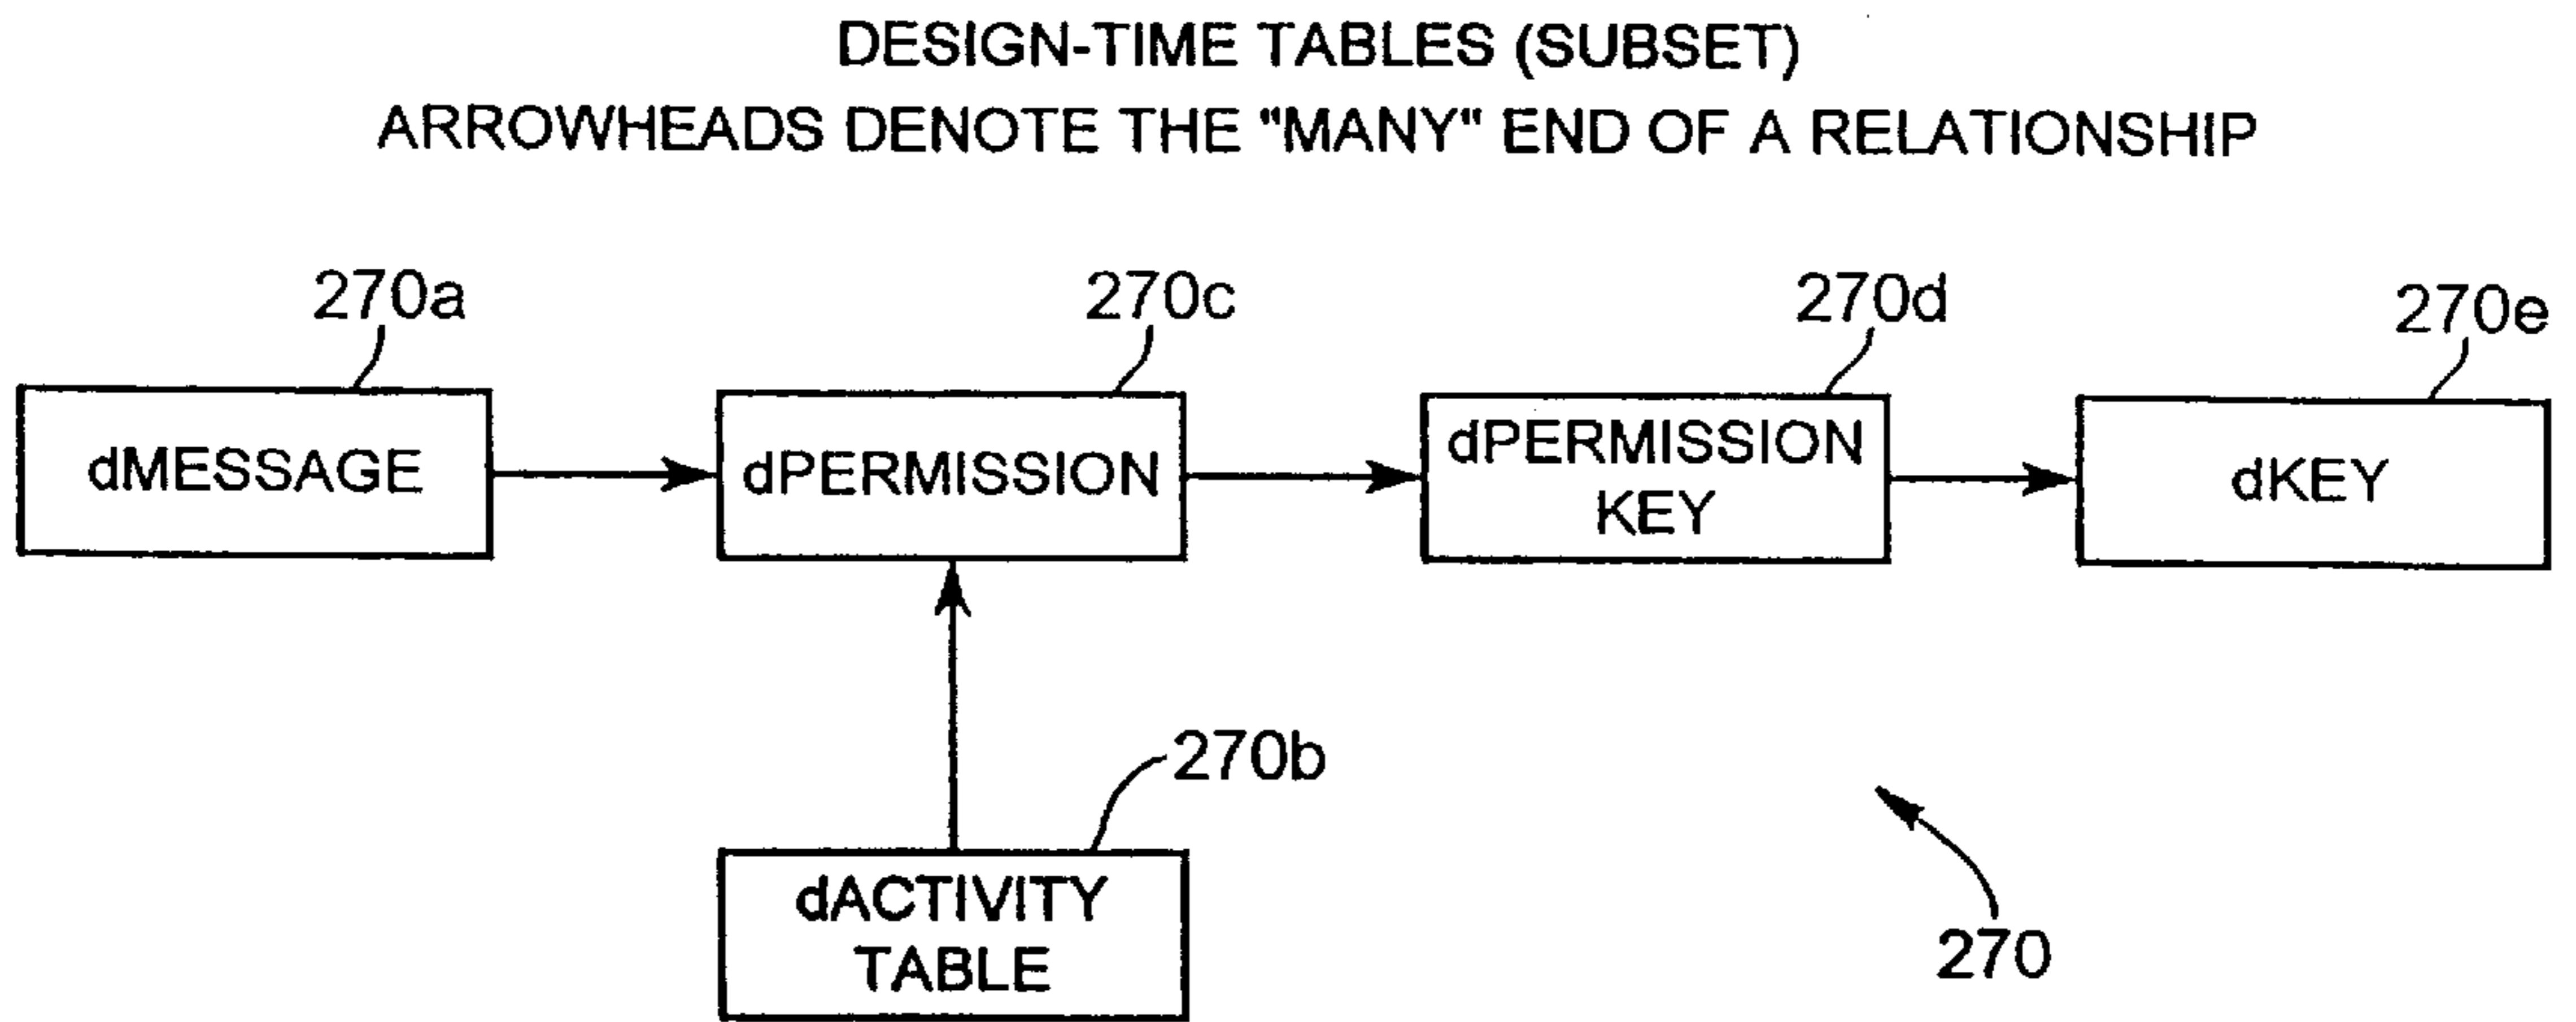 DESIGN-TIME TABLES (SUBSET)
ARROWHEADS DENOTE THE "MANY" END OF A RELATIONSHIP
270a
270c
270d
270e
dMESSAGE
dPERMISSION
dPERMISSION
KEY
dKEY
270b
dACTIVITY
TABLE
270